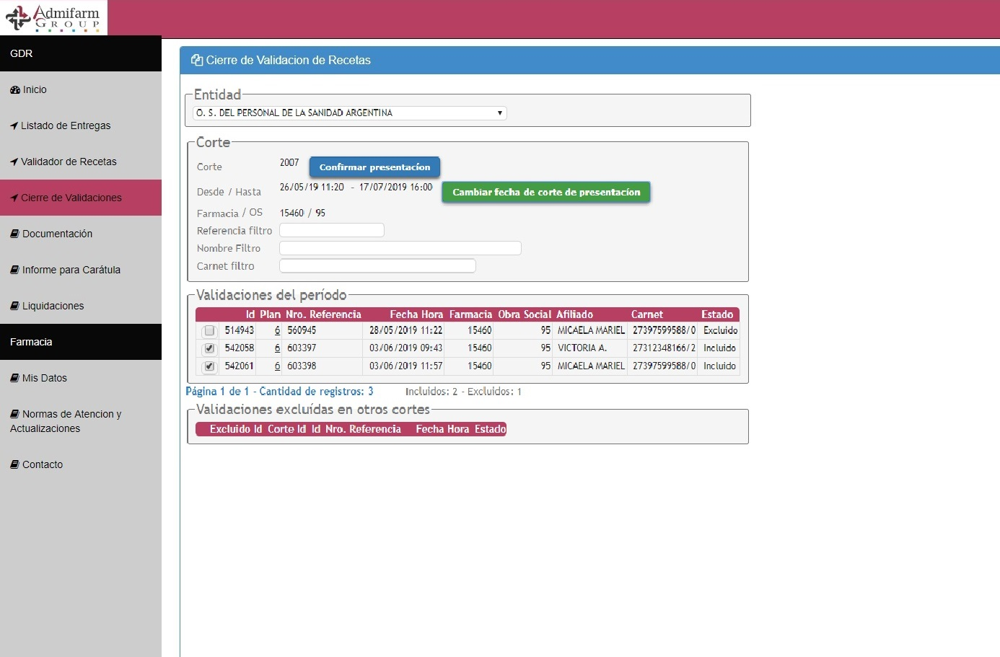 Admifarm
GROUP
GDR
Inicio
Listado de Entregas
Validador de Recetas
Cierre de Validaciones
Documentación
Informe para Carátula
Liquidaciones
Farmacia
Mis Datos
Normas de Atencion y
Actualizaciones
Contacto
Cierre de Validacion de Recetas
Entidad
O. S. DEL PERSONAL DE LA SANIDAD ARGENTINA
Corte
Corte 2007 Confirmar presentacíon
Desde / Hasta 26/05/19 11:20 - 17/07/2019 16:00 Cambiar fecha de corte de presentacíon
Farmacia / OS 15460 / 95
Referencia filtro
Nombre Filtro
Carnet filtro
Validaciones del período
Id Plan Nro. Referencia Fecha Hora Farmacia Obra Social Afiliado Carnet Estado
514943 6 560945 28/05/2019 11:22 15460 95 MICAELA MARIEL 27397599588/0 Excluido
542058 6 603397 03/06/2019 09:43 15460 95 VICTORIA A. 27312348166/2 Incluido
542061 6 603398 03/06/2019 11:57 15460 95 MICAELA MARIEL 27397599588/0 Incluido
Página 1 de 1 - Cantidad de registros: 3 Incluidos: 2 - Excluidos: 1
Validaciones excluídas en otros cortes
Excluido Id Corte Id Id Nro. Referencia Fecha Hora Estado